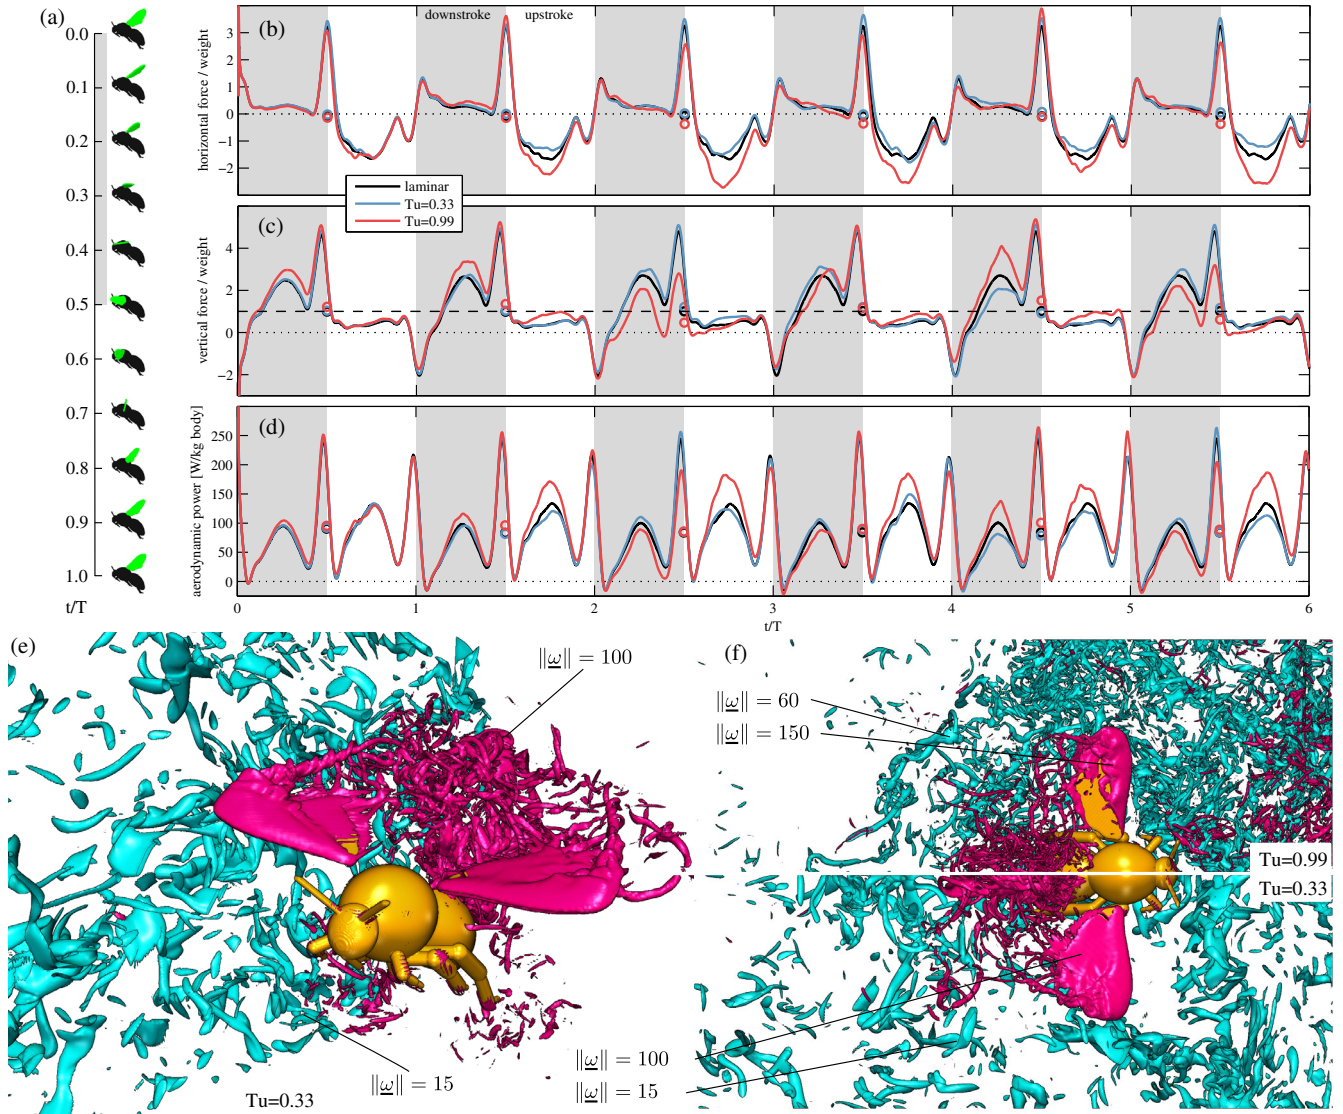 (a)
0.0
0.1
0.2
0.3
0.4
0.5
0.6
0.7
0.8
0.9
1.0
t/T
(b)
downstroke
upstroke
horizontal force / weight
3
2
1
0
−1
−2
laminar
Tu=0.33
Tu=0.99
(c)
vertical force / weight
4
2
0
−2
(d)
aerodynamic power [W/kg body]
250
200
150
100
50
0
0
1
2
3
4
5
6
t/T
(e)
||ω|| = 100
||ω|| = 15
Tu=0.33
(f)
||ω|| = 60
||ω|| = 150
Tu=0.99
Tu=0.33
||ω|| = 100
||ω|| = 15